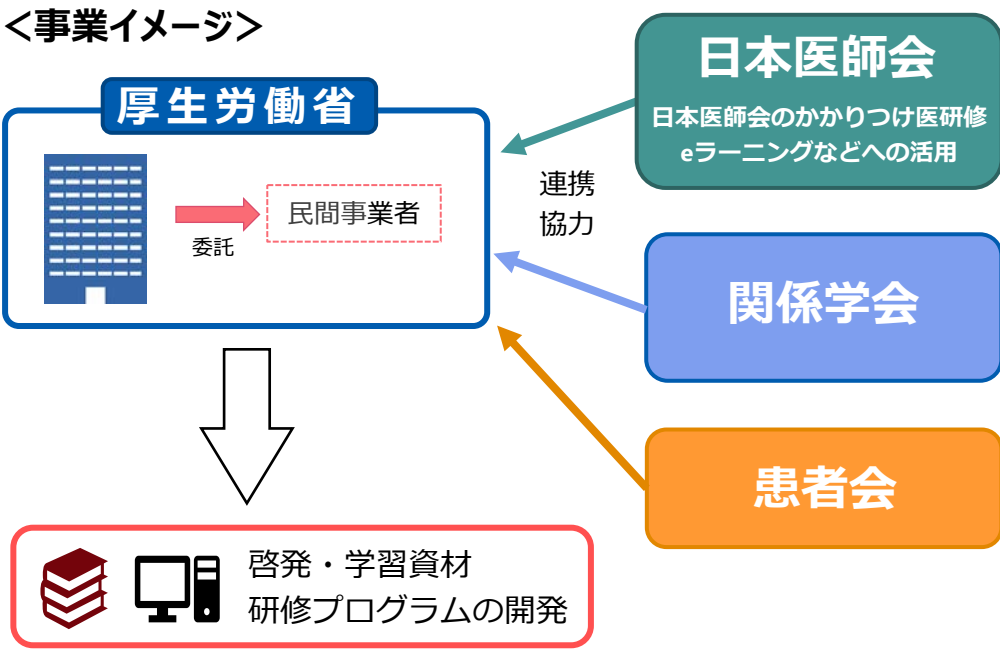 ＜事業イメージ＞
厚生労働省
委託
民間事業者
連携
協力
日本医師会
日本医師会のかかりつけ医研修
eラーニングなどへの活用
関係学会
患者会
啓発・学習資材
研修プログラムの開発